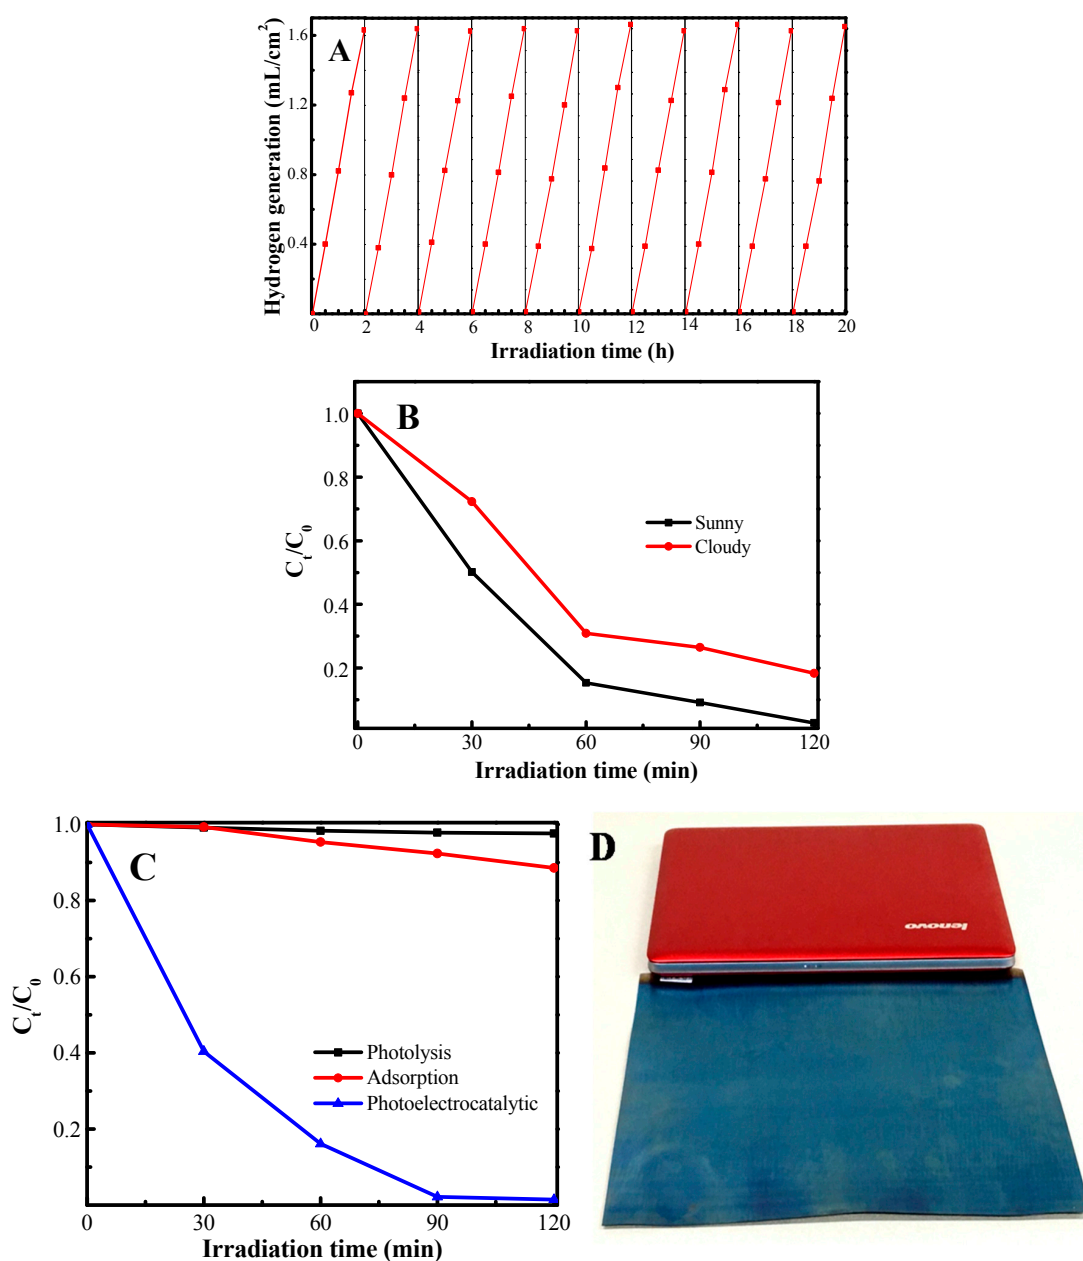 A
Hydrogen generation (mL/cm²)
1.6
1.2
0.8
0.4
0 2 4 6 8 10 12 14 16 18 20
Irradiation time (h)
B
Cₜ/C₀
1.0
0.8
0.6
0.4
0.2
Sunny
Cloudy
0 30 60 90 120
Irradiation time (min)
C
Cₜ/C₀
1.0
0.8
0.6
0.4
0.2
Photolysis
Adsorption
Photoelectrocatalytic
0 30 60 90 120
Irradiation time (min)
D
lenovo